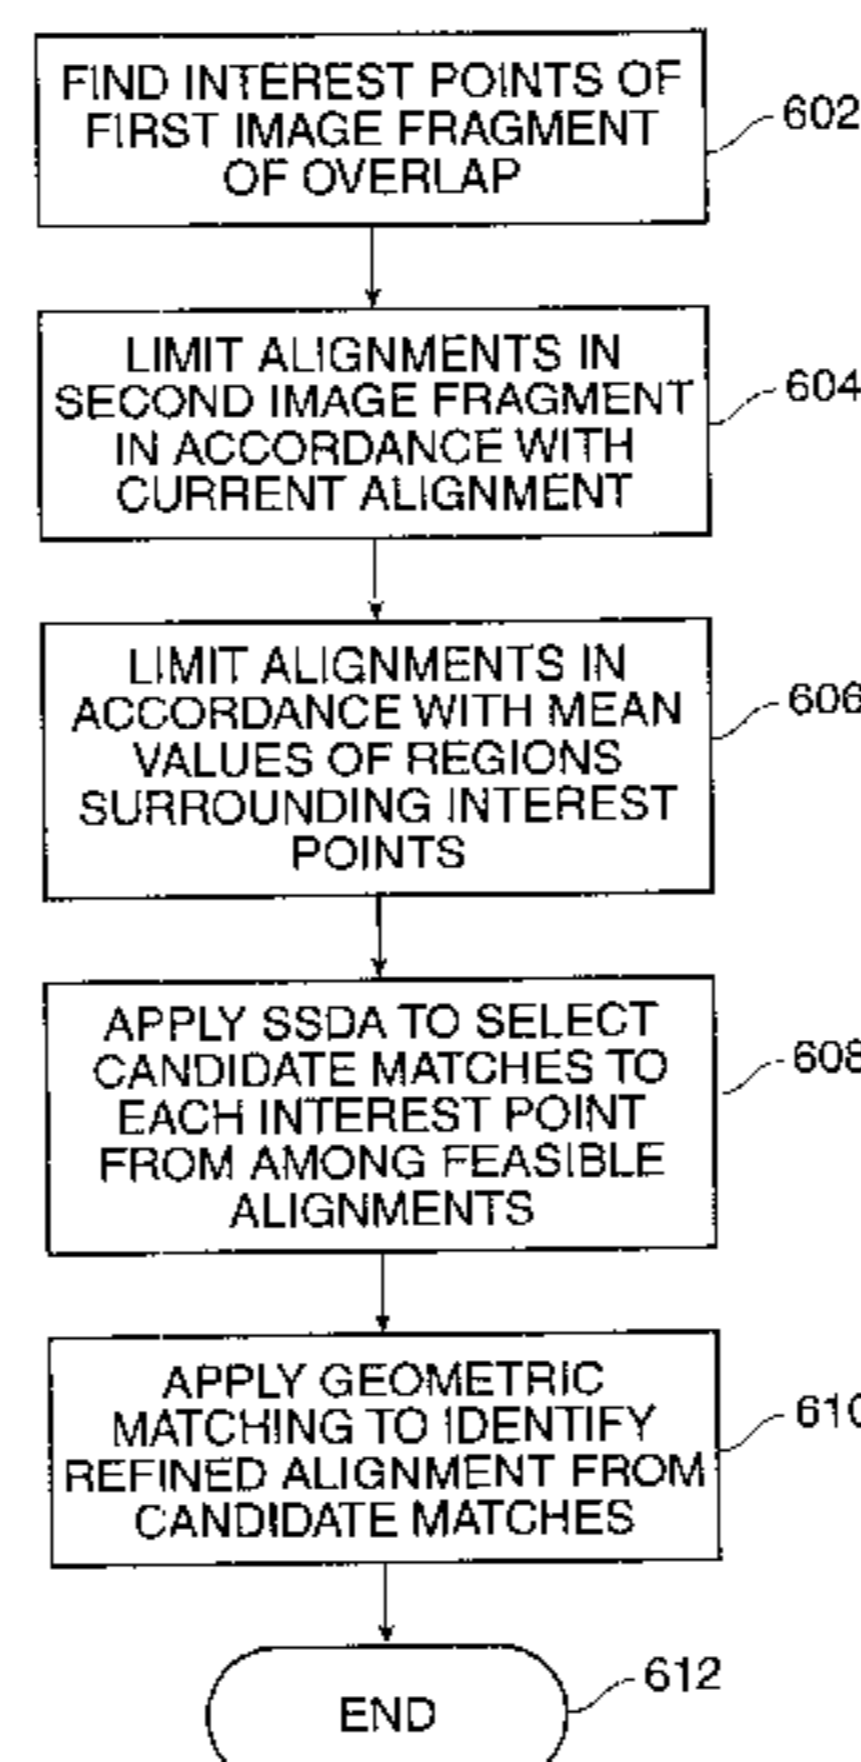 FIND INTEREST POINTS OF
FIRST IMAGE FRAGMENT
OF OVERLAP
602
LIMIT ALIGNMENTS IN
SECOND IMAGE FRAGMENT
IN ACCORDANCE WITH
CURRENT ALIGNMENT
604
LIMIT ALIGNMENTS IN
ACCORDANCE WITH MEAN
VALUES OF REGIONS
SURROUNDING INTEREST
POINTS
606
APPLY SSDA TO SELECT
CANDIDATE MATCHES TO
EACH INTEREST POINT
FROM AMONG FEASIBLE
ALIGNMENTS
608
APPLY GEOMETRIC
MATCHING TO IDENTIFY
REFINED ALIGNMENT FROM
CANDIDATE MATCHES
610
END
612